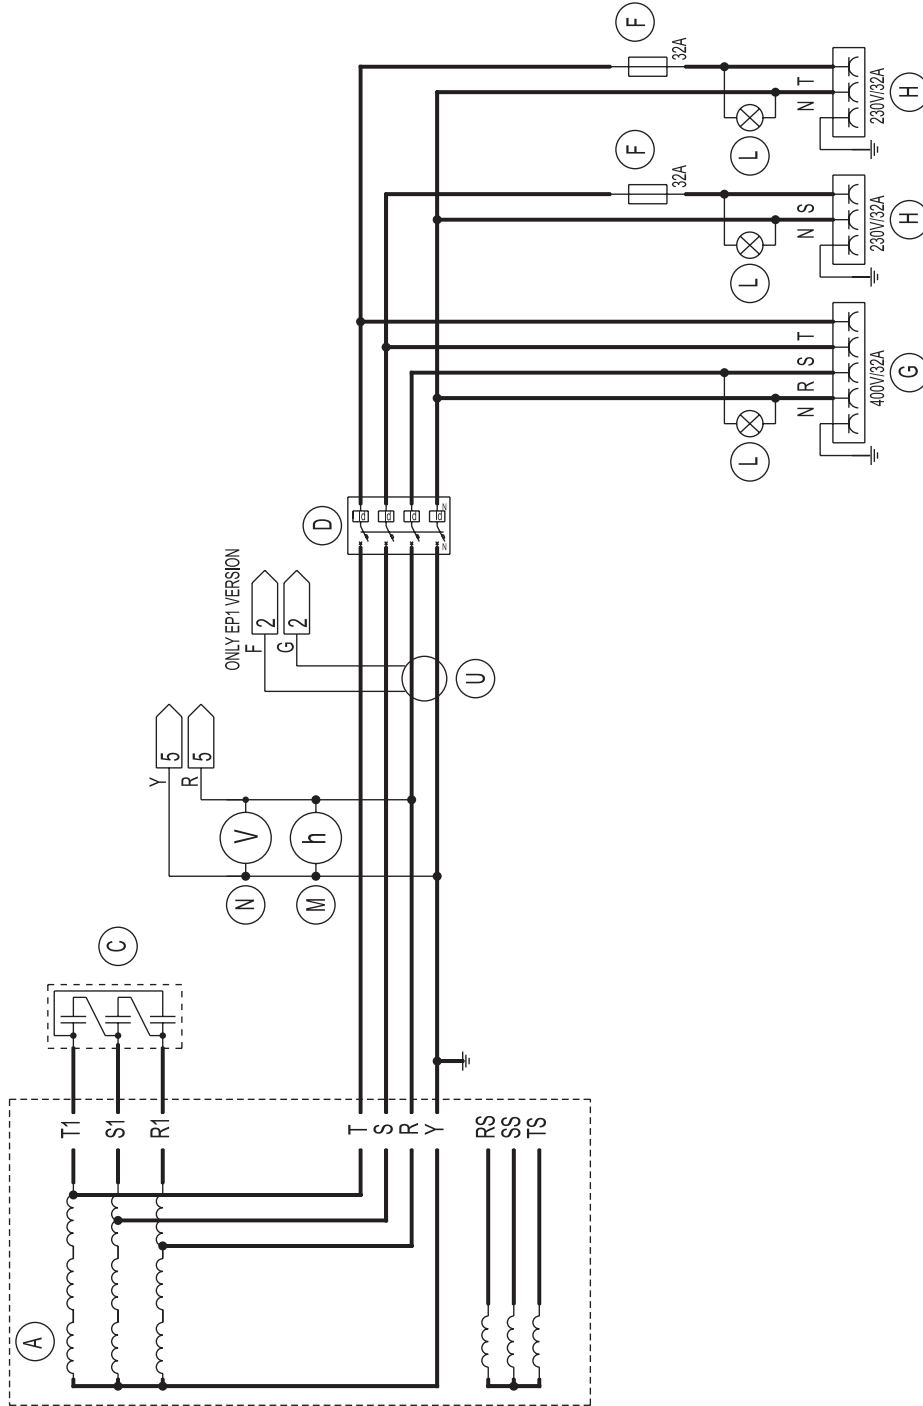 A
T1
S1
R1
T
S
R
Y
RS
SS
TS
C
N
V
M
h
Y 5
R 5
ONLY EP1 VERSION
F 2
G 2
U
D
d
d
d
d
N
N
L
N R S T
400V/32A
G
L
F
32A
N S
230V/32A
H
L
F
32A
N T
230V/32A
H